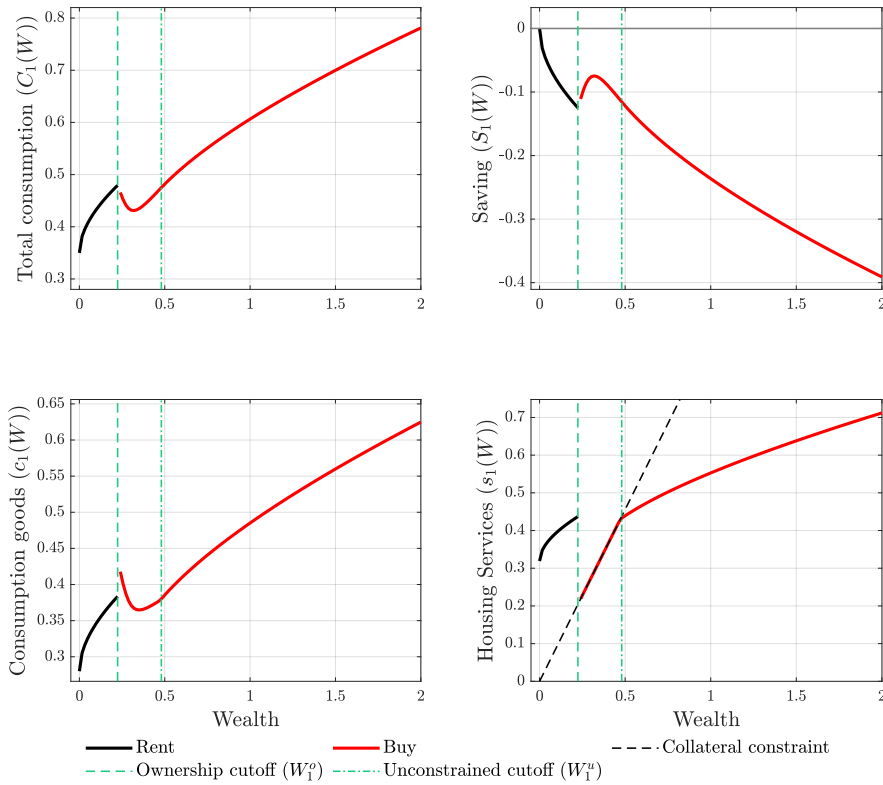 Total consumption (C₁(W))
0.8
0.7
0.6
0.5
0.4
0.3
0 0.5 1 1.5 2
Saving (S₁(W))
0
-0.1
-0.2
-0.3
-0.4
0 0.5 1 1.5 2
Consumption goods (c₁(W))
0.65
0.6
0.55
0.5
0.45
0.4
0.35
0.3
0 0.5 1 1.5 2
Wealth
Housing Services (s₁(W))
0.7
0.6
0.5
0.4
0.3
0.2
0.1
0
0 0.5 1 1.5 2
Wealth
Rent Buy Collateral constraint
Ownership cutoff (W₁ᵒ) Unconstrained cutoff (W₁ᵘ)